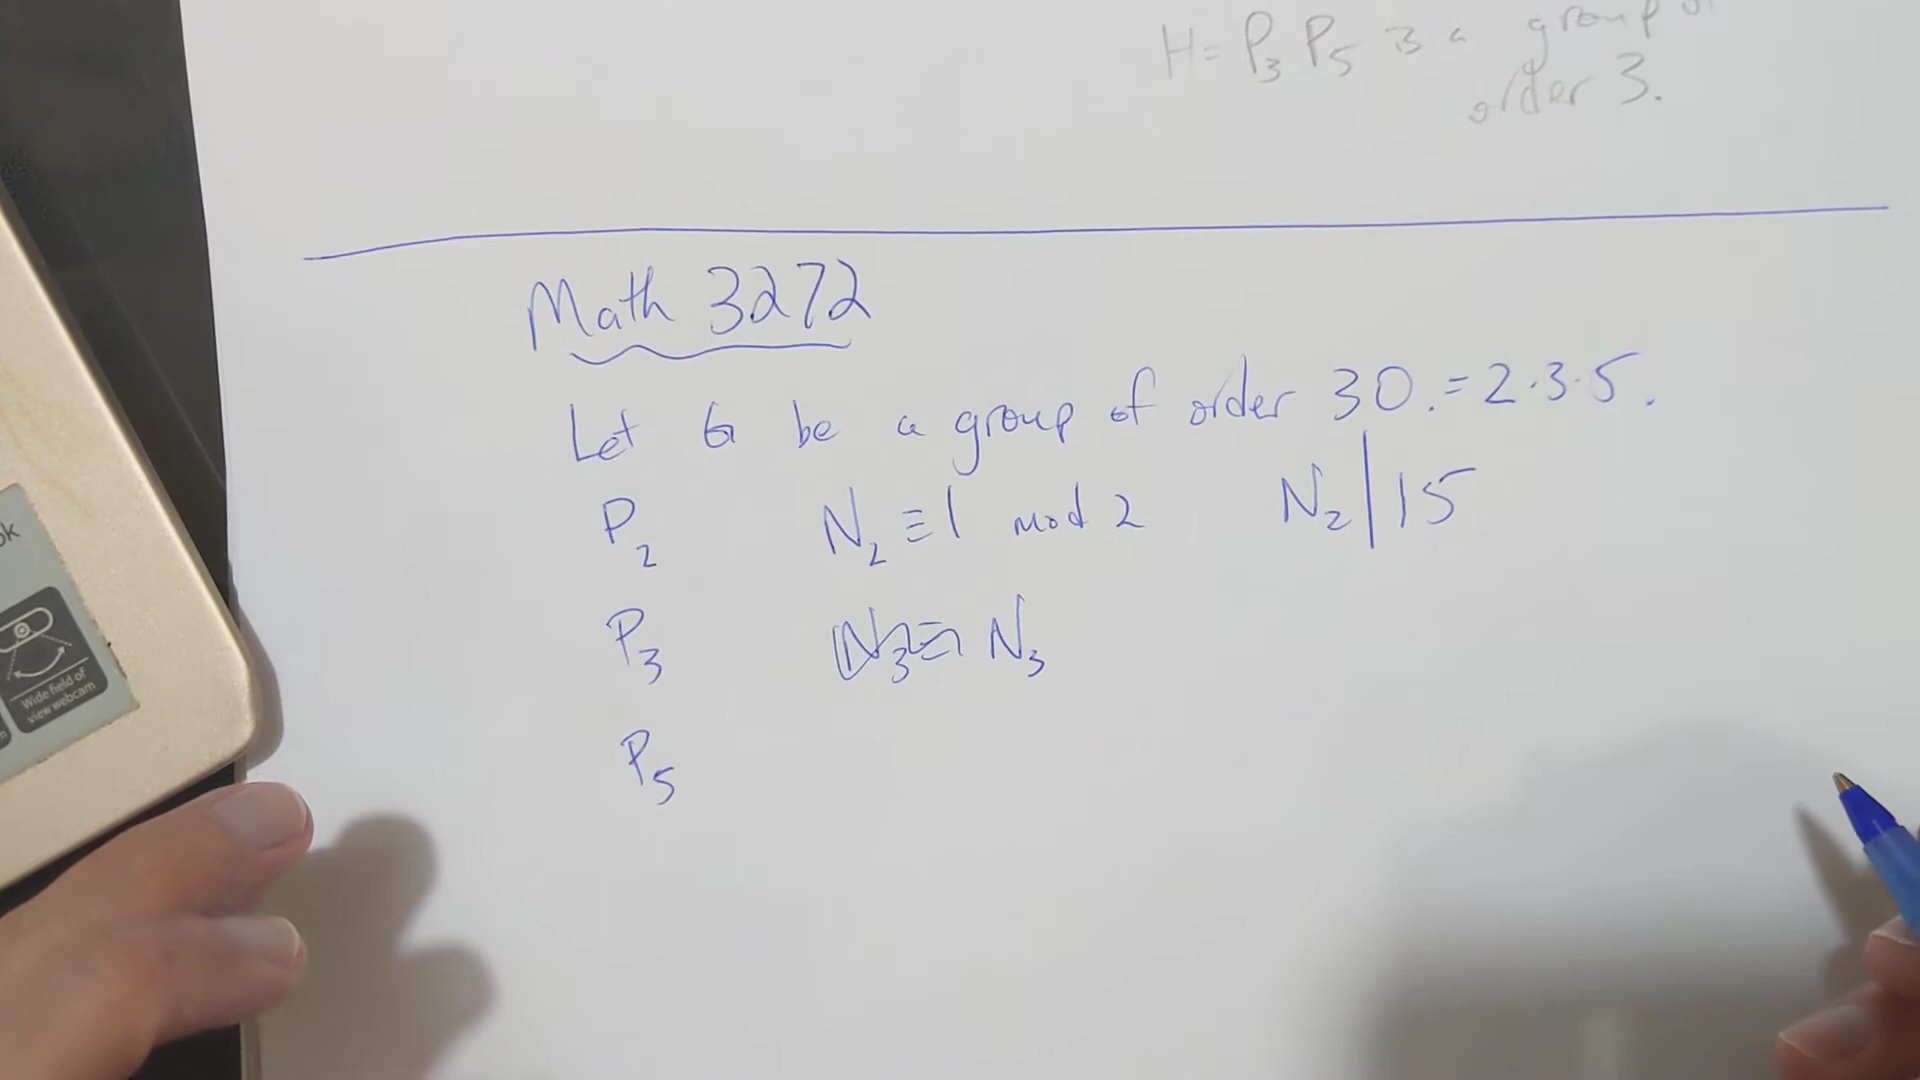 H = P₃ P₅ is a group
order 3.
Math 3272
Let G be a group of order 30. = 2·3·5.
P₂ N₂ ≡ 1 mod 2 N₂ | 15
P₃ N₃ ≡ N₃
P₅
Wide field of
view webcam